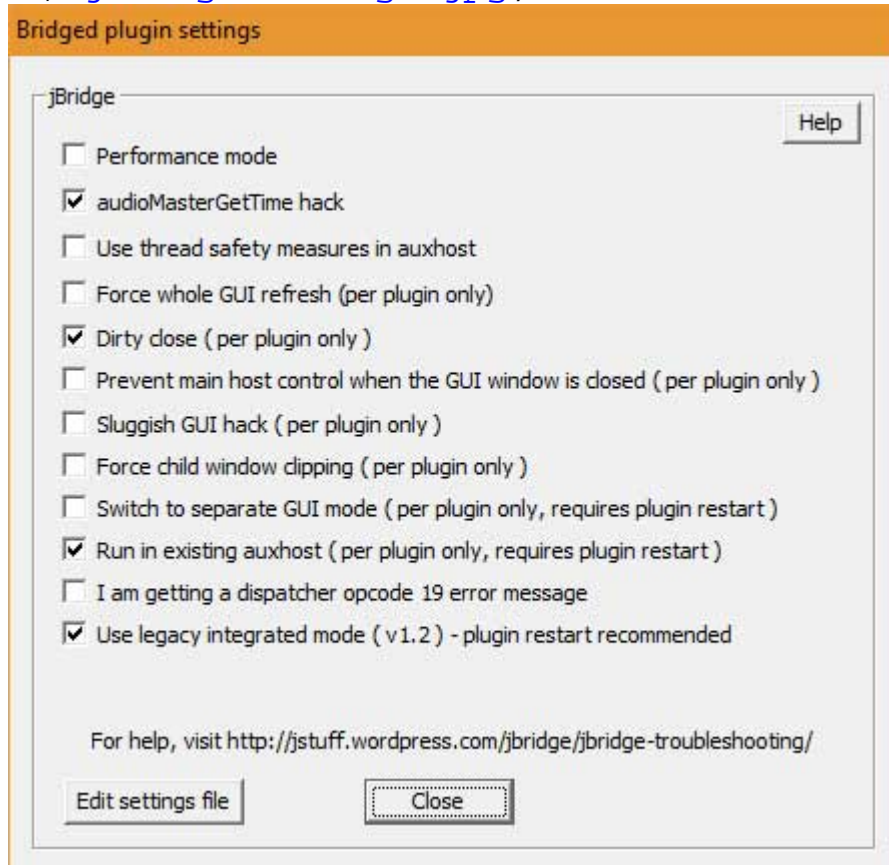 Bridged plugin settings
jBridge
Help
Performance mode
audioMasterGetTime hack
Use thread safety measures in auxhost
Force whole GUI refresh (per plugin only)
Dirty close ( per plugin only )
Prevent main host control when the GUI window is closed ( per plugin only )
Sluggish GUI hack ( per plugin only )
Force child window clipping ( per plugin only )
Switch to separate GUI mode ( per plugin only, requires plugin restart )
Run in existing auxhost ( per plugin only, requires plugin restart )
I am getting a dispatcher opcode 19 error message
Use legacy integrated mode ( v1.2 ) - plugin restart recommended
For help, visit http://jstuff.wordpress.com/jbridge/jbridge-troubleshooting/
Edit settings file
Close